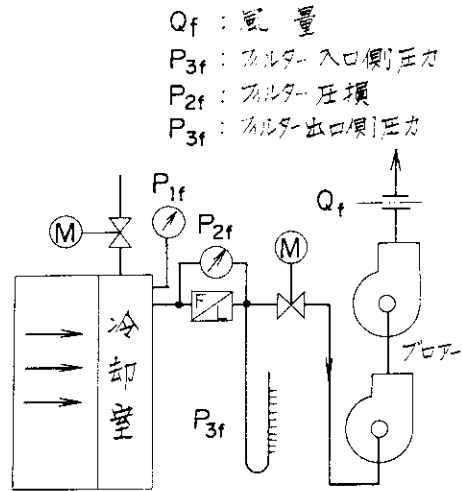 Qf : 風量
P3f : フィルター入口側圧力
P2f : フィルター圧損
P3f : フィルター出口側圧力
P1f
Qf
M
P2f
M
F
L
冷却室
ブロアー
P3f